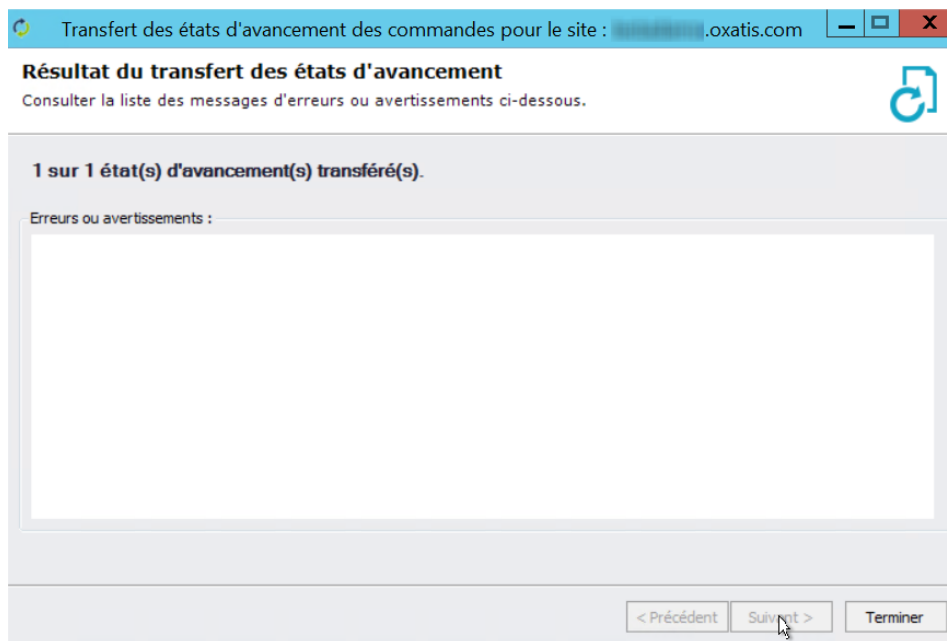 Transfert des états d'avancement des commandes pour le site : .oxatis.com
Résultat du transfert des états d'avancement
Consulter la liste des messages d'erreurs ou avertissements ci-dessous.
1 sur 1 état(s) d'avancement(s) transféré(s).
Erreurs ou avertissements :
< Précédent Suivant > Terminer